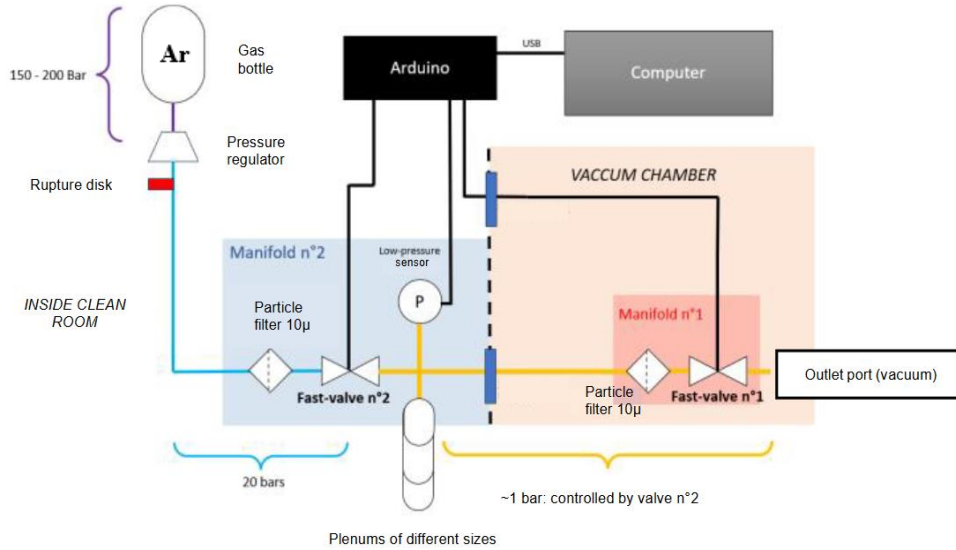 Ar
Gas
bottle
150 - 200 Bar
Arduino
USB
Computer
Pressure
regulator
Rupture disk
VACCUM CHAMBER
Manifold n°2
Low-pressure
sensor
P
INSIDE CLEAN
ROOM
Particle
filter 10µ
Manifold n°1
Fast-valve n°2
Particle
filter 10µ
Fast-valve n°1
Outlet port (vacuum)
20 bars
~1 bar: controlled by valve n°2
Plenums of different sizes